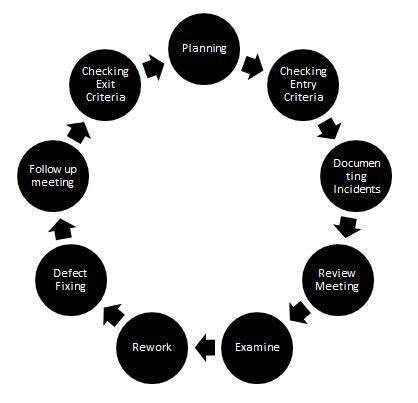 Planning
Checking
Entry
Criteria
Documen
ting
Incidents
Review
Meeting
Examine
Rework
Defect
Fixing
Follow up
meeting
Checking
Exit
Criteria